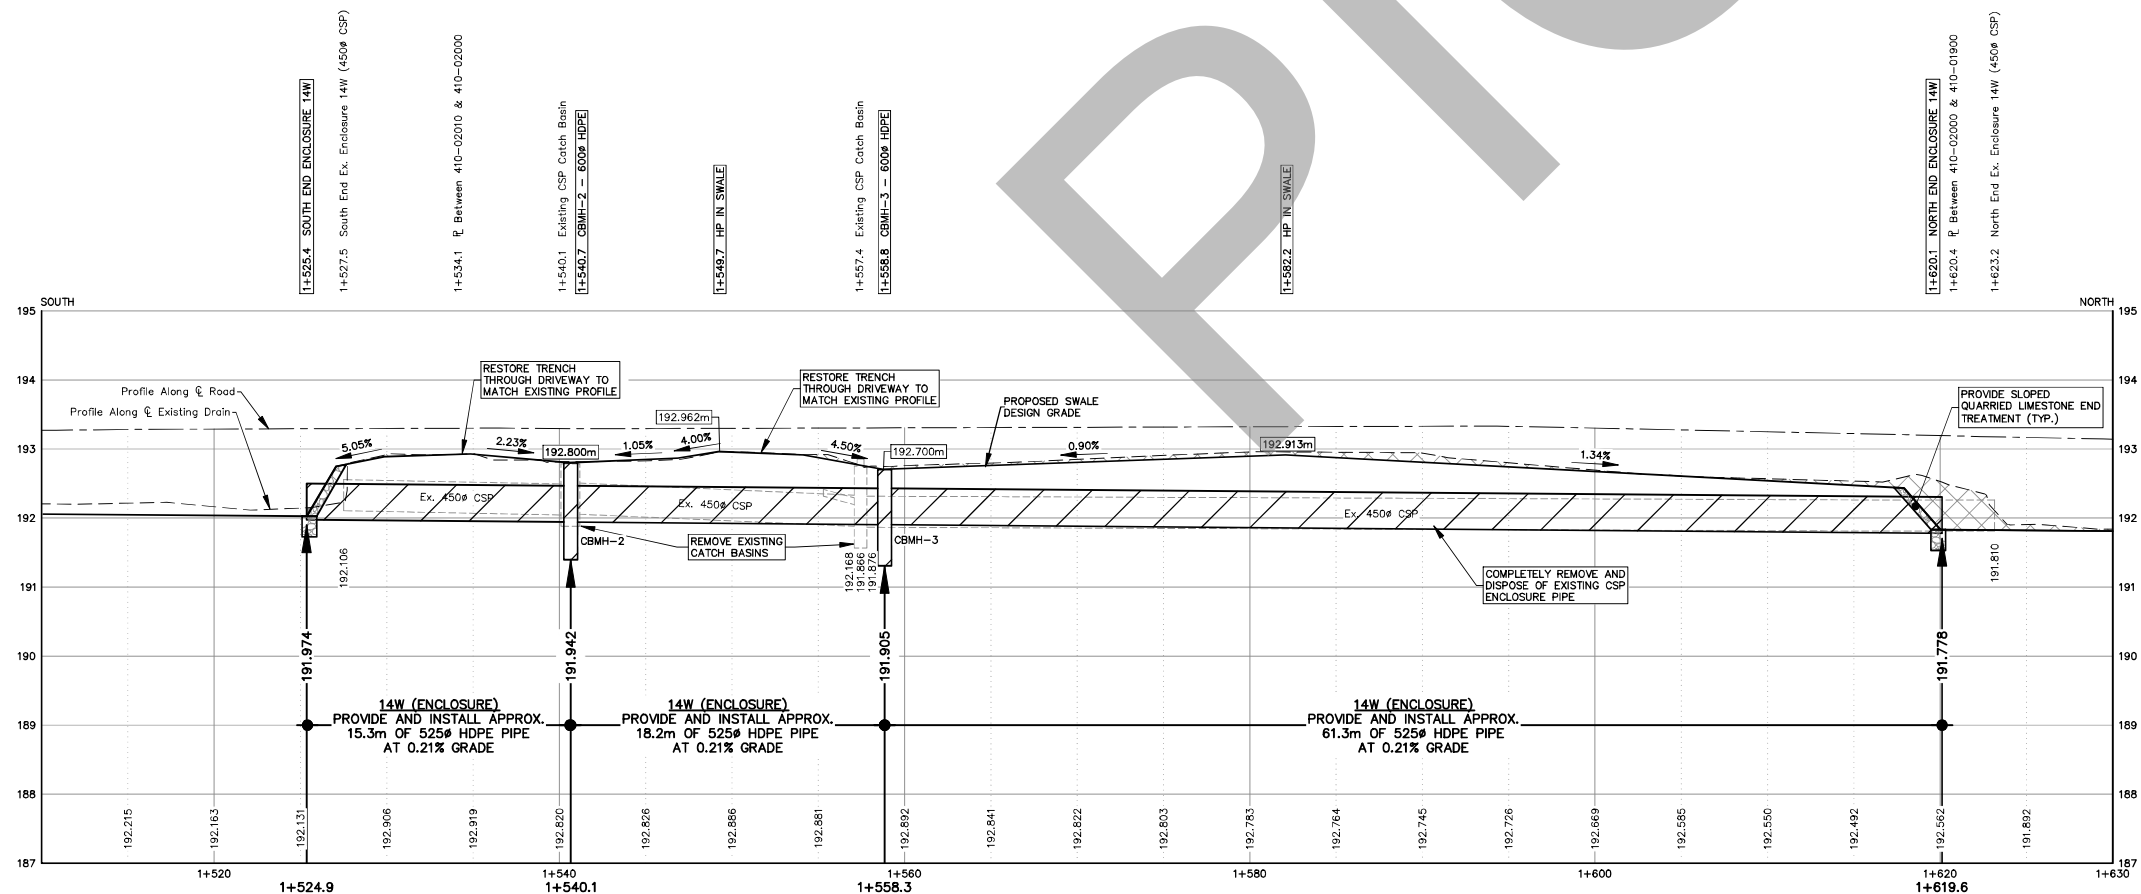 1+525.4 SOUTH END ENCLOSURE 14W
1+527.5 South End Ex. Enclosure 14W (450ø CSP)
1+534.1 ℙ Between 410-02010 & 410-02000
1+540.1 Existing CSP Catch Basin
1+540.7 CBMH-2 - 600ø HDPE
1+549.7 HP IN SWALE
1+557.4 Existing CSP Catch Basin
1+558.8 CBMH-3 - 600ø HDPE
1+582.2 HP IN SWALE
1+620.1 NORTH END ENCLOSURE 14W
1+620.4 ℙ Between 410-02000 & 410-01900
1+623.2 North End Ex. Enclosure 14W (450ø CSP)
SOUTH
NORTH
195
195
194
194
193
193
192
192
191
191
190
190
189
189
188
188
187
187
Profile Along ℄ Road
Profile Along ℄ Existing Drain
RESTORE TRENCH
THROUGH DRIVEWAY TO
MATCH EXISTING PROFILE
192.962m
RESTORE TRENCH
THROUGH DRIVEWAY TO
MATCH EXISTING PROFILE
PROPOSED SWALE
DESIGN GRADE
PROVIDE SLOPED
QUARRIED LIMESTONE END
TREATMENT (TYP.)
5.05%
2.23%
192.800m
1.05%
4.00%
4.50%
192.700m
0.90%
192.913m
1.34%
Ex. 450ø CSP
Ex. 450ø CSP
Ex. 450ø CSP
CBMH-2
REMOVE EXISTING
CATCH BASINS
CBMH-3
COMPLETELY REMOVE AND
DISPOSE OF EXISTING CSP
ENCLOSURE PIPE
192.106
192.168
191.866
191.876
191.810
191.974
191.942
191.905
191.778
14W (ENCLOSURE)
PROVIDE AND INSTALL APPROX.
15.3m OF 525ø HDPE PIPE
AT 0.21% GRADE
14W (ENCLOSURE)
PROVIDE AND INSTALL APPROX.
18.2m OF 525ø HDPE PIPE
AT 0.21% GRADE
14W (ENCLOSURE)
PROVIDE AND INSTALL APPROX.
61.3m OF 525ø HDPE PIPE
AT 0.21% GRADE
192.215
192.163
192.131
192.906
192.919
192.820
192.826
192.886
192.881
192.892
192.841
192.822
192.803
192.783
192.764
192.745
192.726
192.669
192.585
192.550
192.492
192.562
191.892
1+520
1+540
1+560
1+580
1+600
1+620
1+630
1+524.9
1+540.1
1+558.3
1+619.6